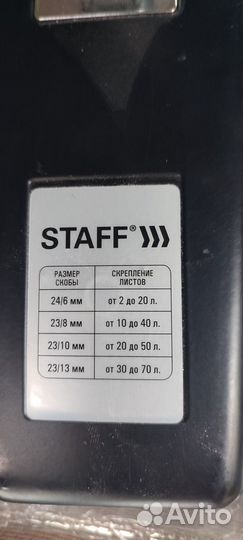 STAFF® ⟩⟩⟩
РАЗМЕР СКОБЫ СКРЕПЛЕНИЕ ЛИСТОВ
24/6 мм от 2 до 20 л.
23/8 мм от 10 до 40 л.
23/10 мм от 20 до 50 л.
23/13 мм от 30 до 70 л.
Avito